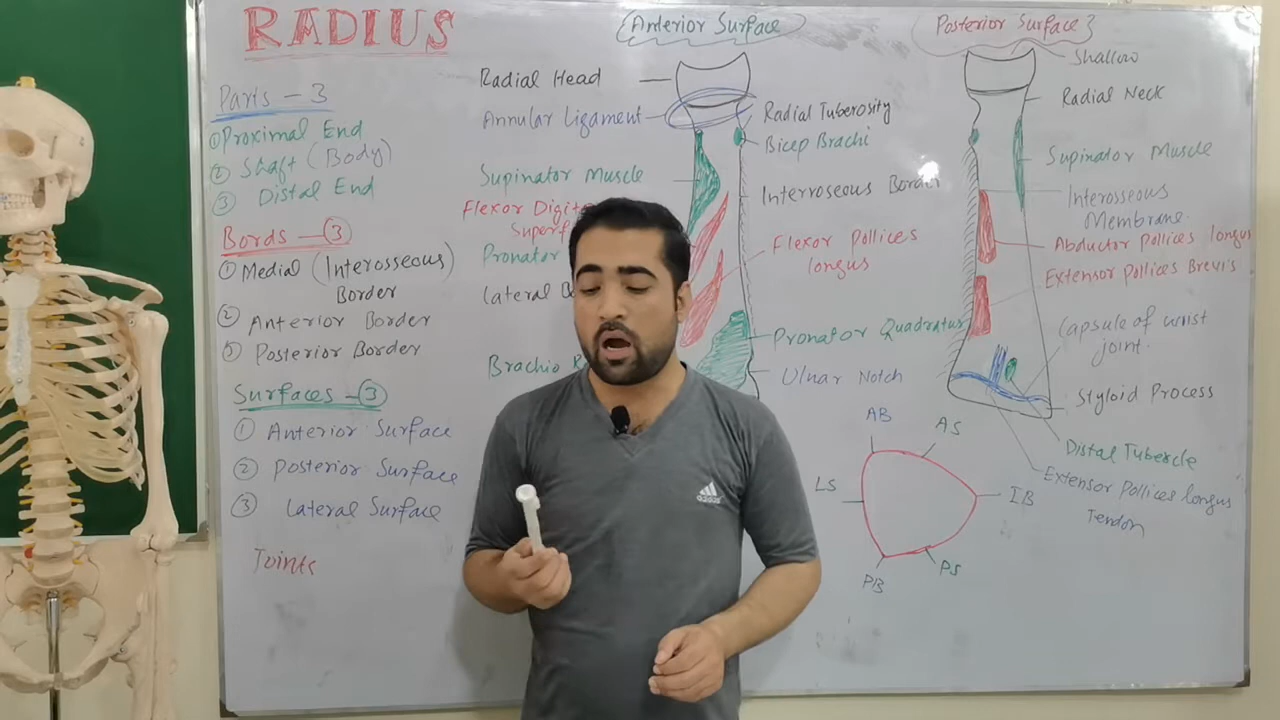 RADIUS
Parts - 3
① Proximal End
② Shaft (Body)
③ Distal End
Bords - ③
① Medial (Interosseous)
Border
② Anterior Border
③ Posterior Border
Surfaces - ③
① Anterior Surface
② Posterior Surface
③ Lateral Surface
Joints
Anterior Surface
Radial Head
Annular Ligament
Supinator Muscle
Flexor Digit
Superf
Pronator
Lateral B
Brachio R
Radial Tuberosity
Bicep Brachi
Interroseous Border
Flexor Pollices
longus
Pronator Quadratur
Ulnar Notch
Posterior Surface
Shallow
Radial Neck
Supinator Muscle
Interosseous
Membrane.
Abductor Pollices longus
Extensor Pollices Brevis
Capsule of wrist
joint.
Styloid Process
Distal Tubercle
Extensor Pollices longus
Tendon
AB
AS
LS
IB
PB
PS
adidas